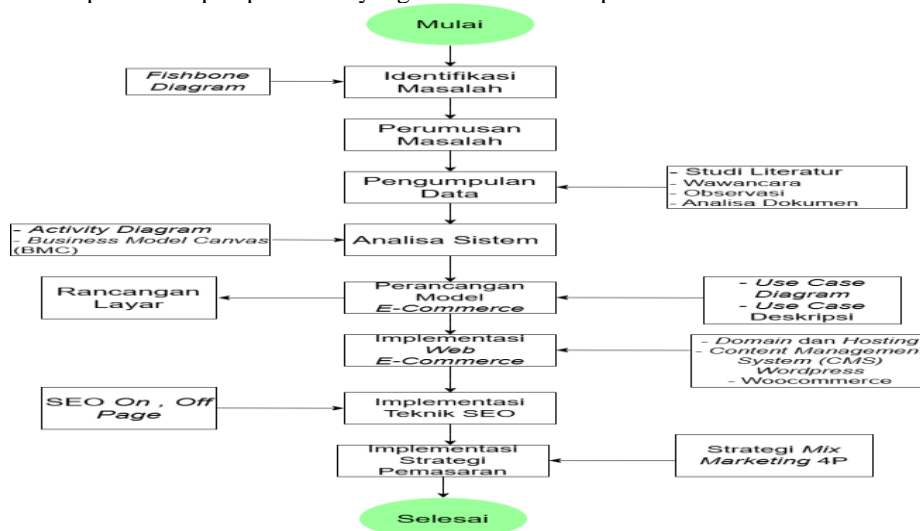 Mulai
Fishbone
Diagram
Identifikasi
Masalah
Perumusan
Masalah
Pengumpulan
Data
- Studi Literatur
- Wawancara
- Observasi
- Analisa Dokumen
- Activity Diagram
- Business Model Canvas
(BMC)
Analisa Sistem
Rancangan
Layar
Perancangan
Model
E-Commerce
- Use Case
Diagram
- Use Case
Deskripsi
Implementasi
Web
E-Commerce
- Domain dan Hosting
- Content Management
System (CMS)
Wordpress
- Woocommerce
SEO On , Off
Page
Implementasi
Teknik SEO
Implementasi
Strategi
Pemasaran
Strategi Mix
Marketing 4P
Selesai